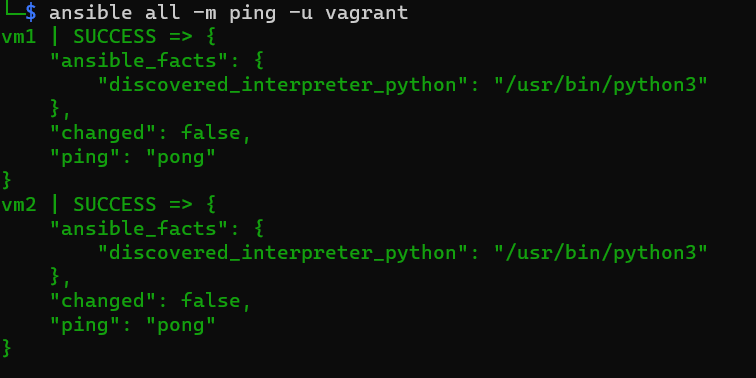 └─$ ansible all -m ping -u vagrant
vm1 | SUCCESS => {
    "ansible_facts": {
        "discovered_interpreter_python": "/usr/bin/python3"
    },
    "changed": false,
    "ping": "pong"
}
vm2 | SUCCESS => {
    "ansible_facts": {
        "discovered_interpreter_python": "/usr/bin/python3"
    },
    "changed": false,
    "ping": "pong"
}